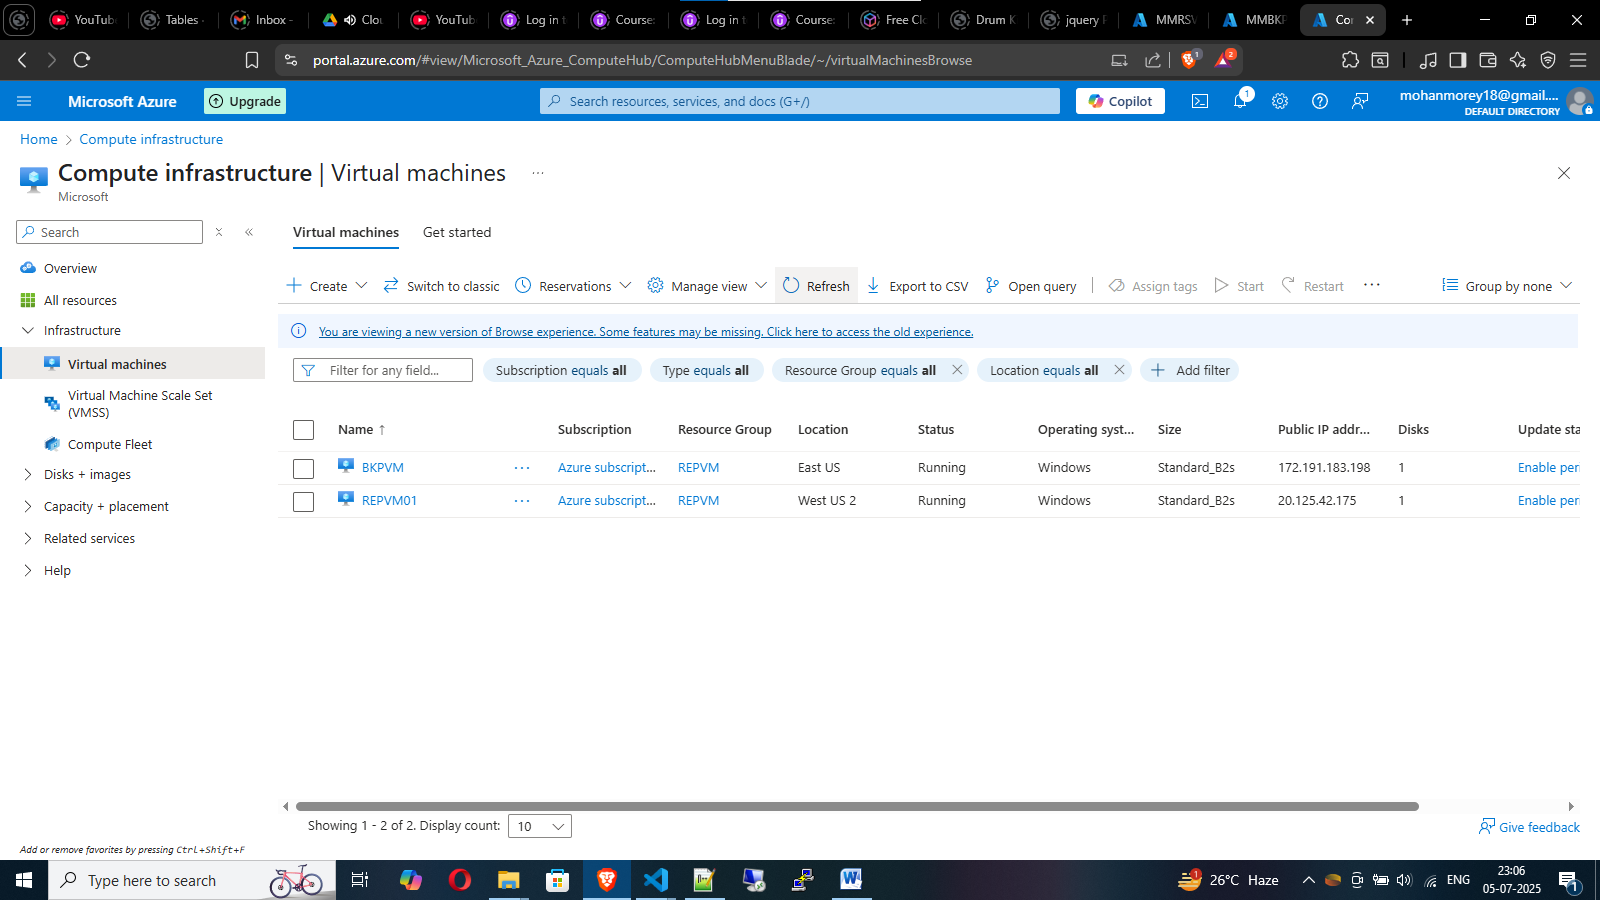 YouTub
Tables -
Inbox -
Clou
YouTub
Log in t
Course:
Log in t
Course:
Free Clo
Drum K
jquery F
MMRSV
MMBKP
Cor
portal.azure.com/#view/Microsoft_Azure_ComputeHub/ComputeHubMenuBlade/~/virtualMachinesBrowse
1
2
Microsoft Azure
Upgrade
Search resources, services, and docs (G+/)
Copilot
1
mohanmorey18@gmail....
DEFAULT DIRECTORY
Home > Compute infrastructure
Compute infrastructure | Virtual machines ...
Microsoft
Search
Overview
All resources
Infrastructure
Virtual machines
Virtual Machine Scale Set
(VMSS)
Compute Fleet
Disks + images
Capacity + placement
Related services
Help
Add or remove favorites by pressing Ctrl+Shift+F
Virtual machines Get started
Create Switch to classic Reservations Manage view Refresh Export to CSV Open query Assign tags Start Restart ... Group by none
You are viewing a new version of Browse experience. Some features may be missing. Click here to access the old experience.
Filter for any field... Subscription equals all Type equals all Resource Group equals all Location equals all Add filter
Name ↑ Subscription Resource Group Location Status Operating syst... Size Public IP addr... Disks Update sta
BKPVM ... Azure subscript... REPVM East US Running Windows Standard_B2s 172.191.183.198 1 Enable per
REPVM01 ... Azure subscript... REPVM West US 2 Running Windows Standard_B2s 20.125.42.175 1 Enable per
Showing 1 - 2 of 2. Display count: 10
Give feedback
Type here to search
1
26°C Haze
ENG
23:06
05-07-2025
1